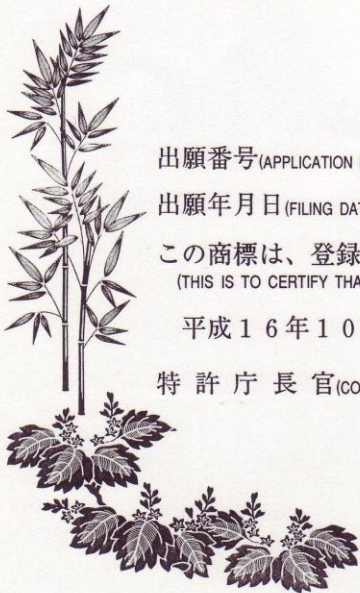 出願番号(APPLICATION
出願年月日(FILING DAT
この商標は、登録
(THIS IS TO CERTIFY THA
平成16年10
特許庁長官(CO